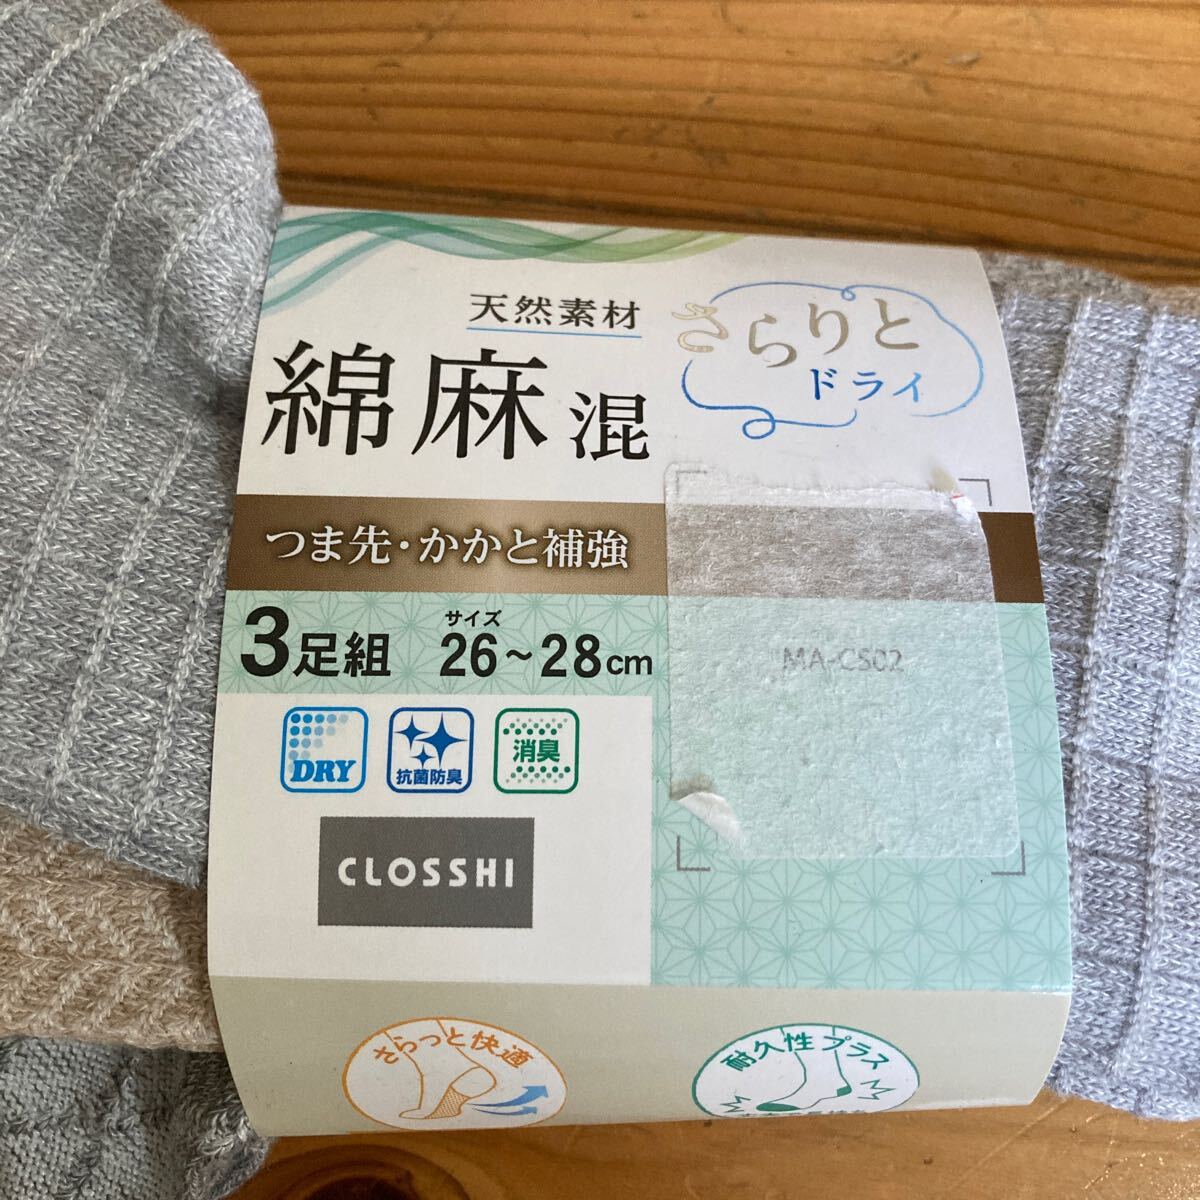 天然素材
綿麻混
さらりと
ドライ
つま先・かかと補強
サイズ
3足組 26~28cm
MA-CS02
DRY
抗菌防臭
消臭
CLOSSHI
さらっと快適
耐久性プラス